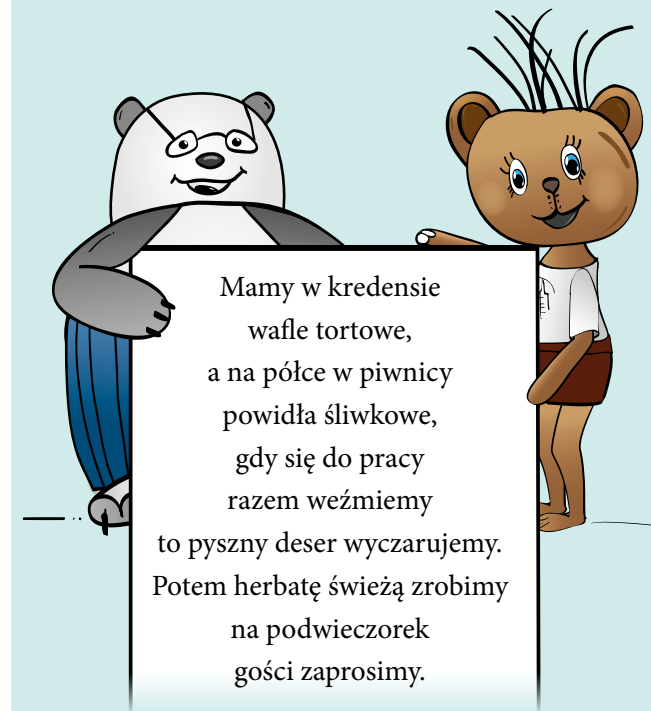 Mamy w kredensie
wafle tortowe,
a na półce w piwnicy
powidła śliwkowe,
gdy się do pracy
razem weźmiemy
to pyszny deser wyczarujemy.
Potem herbatę świeżą zrobimy
na podwieczorek
gości zaprosimy.